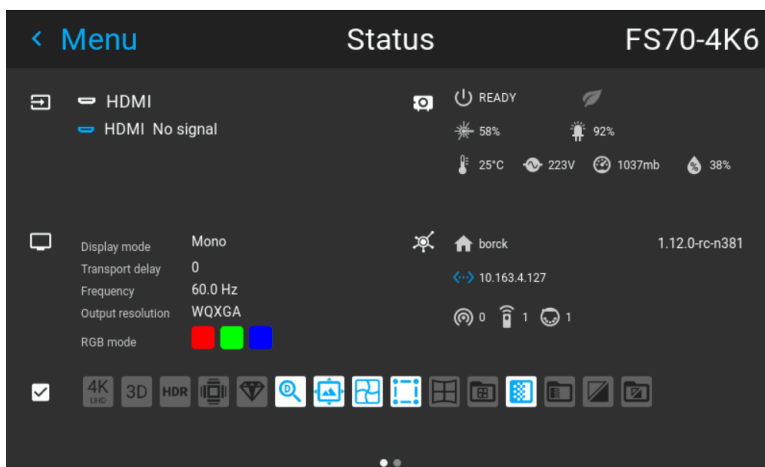 Menu
Status
FS70-4K6
HDMI
HDMI No signal
READY
58%
92%
25°C
223V
1037mb
38%
Display mode Mono
Transport delay 0
Frequency 60.0 Hz
Output resolution WQXGA
RGB mode
borck
1.12.0-rc-n381
10.163.4.127
0
1
1
4K
UHD
3D
HDR
D